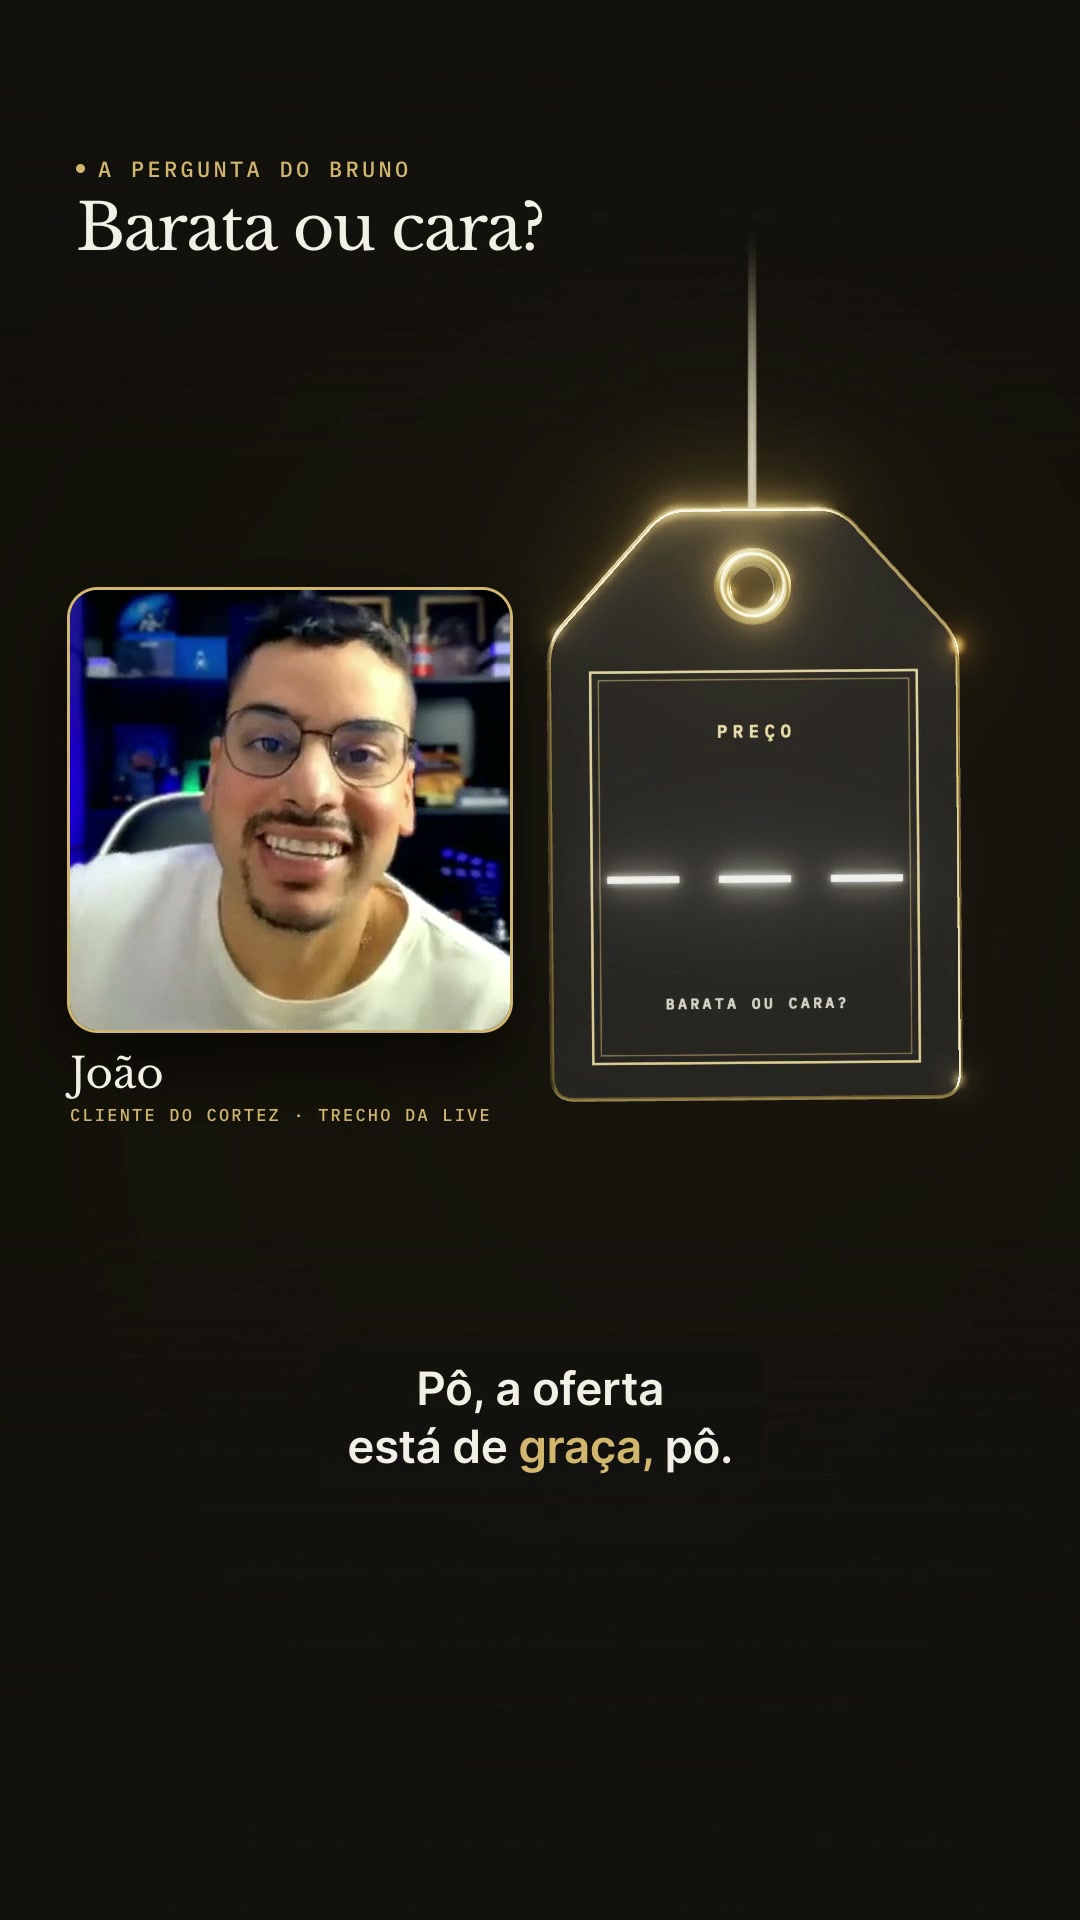 • A PERGUNTA DO BRUNO
Barata ou cara?
PREÇO
BARATA OU CARA?
João
CLIENTE DO CORTEZ · TRECHO DA LIVE
Pô, a oferta
está de graça, pô.